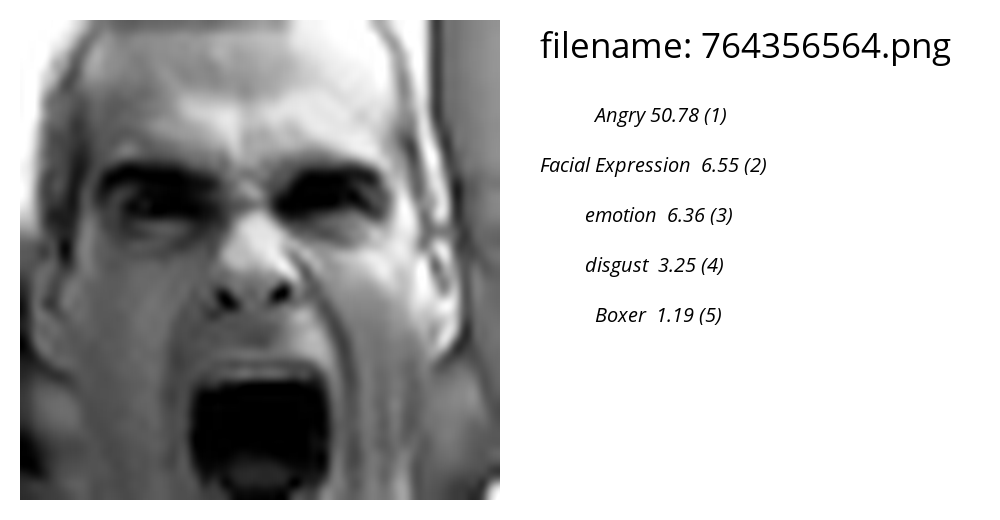 filename: 764356564.png
Angry 50.78 (1)
Facial Expression 6.55 (2)
emotion 6.36 (3)
disgust 3.25 (4)
Boxer 1.19 (5)